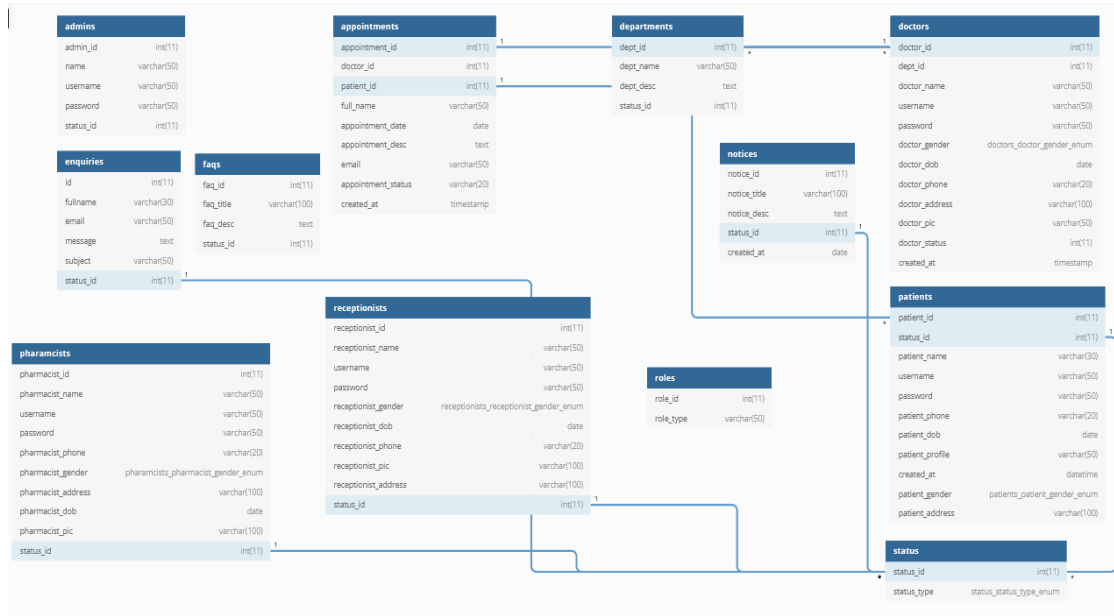 admins
admin_id int(11)
name varchar(50)
username varchar(50)
password varchar(50)
status_id int(11)
appointments
appointment_id int(11) 1
doctor_id int(11)
patient_id int(11) 1
full_name varchar(50)
appointment_date date
appointment_desc text
email varchar(50)
appointment_status varchar(20)
created_at timestamp
departments
dept_id int(11) *
dept_name varchar(50)
dept_desc text
status_id int(11)
doctors
1 * doctor_id int(11)
dept_id int(11)
doctor_name varchar(50)
username varchar(50)
password varchar(50)
doctor_gender doctors_doctor_gender_enum
doctor_dob date
doctor_phone varchar(20)
doctor_address varchar(100)
doctor_pic varchar(50)
doctor_status int(11)
created_at timestamp
enquiries
id int(11)
fullname varchar(30)
email varchar(50)
message text
subject varchar(50)
status_id int(11) 1
faqs
faq_id int(11)
faq_title varchar(100)
faq_desc text
status_id int(11)
notices
notice_id int(11)
notice_title varchar(100)
notice_desc text
status_id int(11) 1
created_at date
receptionists
receptionist_id int(11)
receptionist_name varchar(50)
username varchar(50)
password varchar(50)
receptionist_gender receptionists_receptionist_gender_enum
receptionist_dob date
receptionist_phone varchar(20)
receptionist_pic varchar(100)
receptionist_address varchar(100)
status_id int(11) 1
patients
* patient_id int(11)
status_id int(11) 1
patient_name varchar(30)
username varchar(50)
password varchar(50)
patient_phone varchar(20)
patient_dob date
patient_profile varchar(50)
created_at datetime
patient_gender patients_patient_gender_enum
patient_address varchar(100)
pharamcists
pharmacist_id int(11)
pharmacist_name varchar(50)
username varchar(50)
password varchar(50)
pharmacist_phone varchar(20)
pharmacist_gender pharamcists_pharmacist_gender_enum
pharmacist_address varchar(100)
pharmacist_dob date
pharmacist_pic varchar(100)
status_id int(11) 1
roles
role_id int(11)
role_type varchar(50)
status
* status_id int(11) *
status_type status_status_type_enum